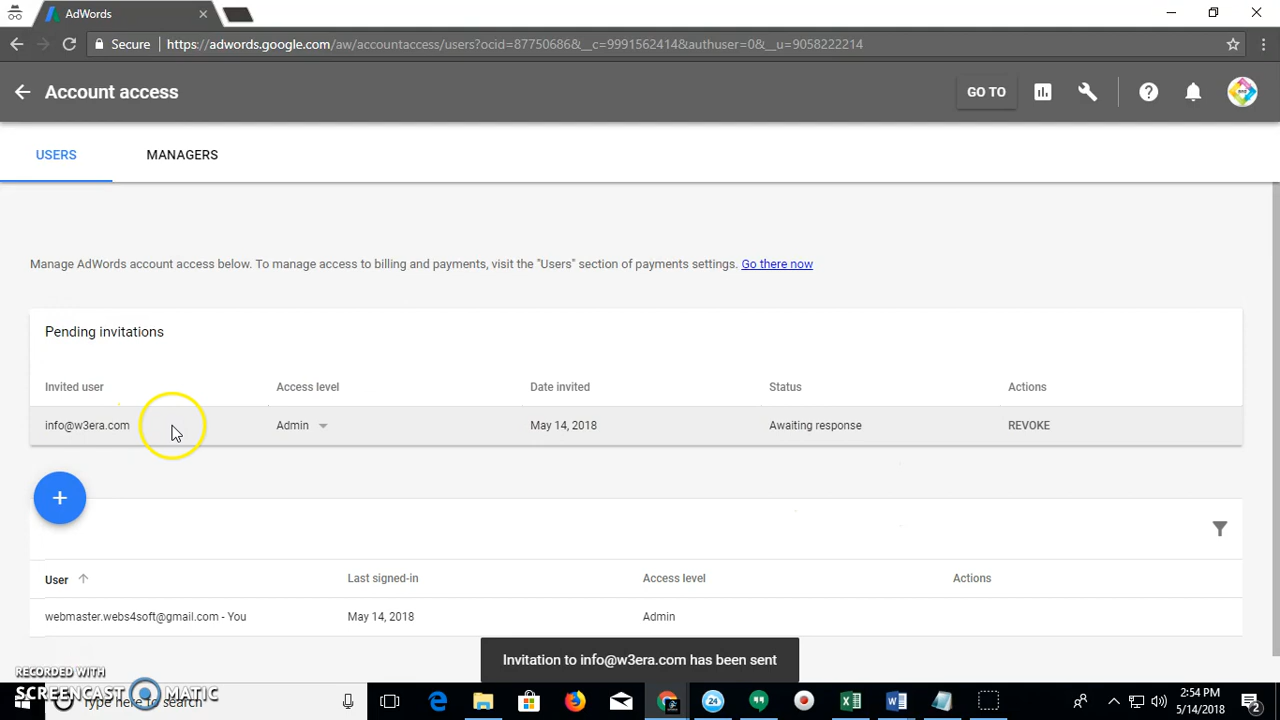 AdWords
Secure
https://adwords.google.com/aw/accountaccess/users?ocid=87750686&__c=9991562414&authuser=0&__u=9058222214
Account access
GO TO
USERS
MANAGERS
Manage AdWords account access below. To manage access to billing and payments, visit the "Users" section of payments settings. Go there now
Pending invitations
Invited user Access level Date invited Status Actions
info@w3era.com Admin May 14, 2018 Awaiting response REVOKE
User Last signed-in Access level Actions
webmaster.webs4soft@gmail.com - You May 14, 2018 Admin
Invitation to info@w3era.com has been sent
RECORDED WITH
SCREENCAST MATIC
Type here to search
24
2:54 PM
5/14/2018
2